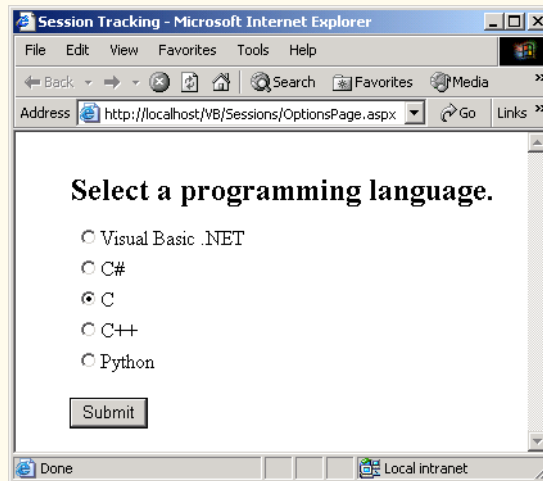 Session Tracking - Microsoft Internet Explorer
File Edit View Favorites Tools Help
Back Search Favorites Media »
Address http://localhost/VB/Sessions/OptionsPage.aspx Go Links »
Select a programming language.
Visual Basic .NET
C#
C
C++
Python
Submit
Done Local intranet